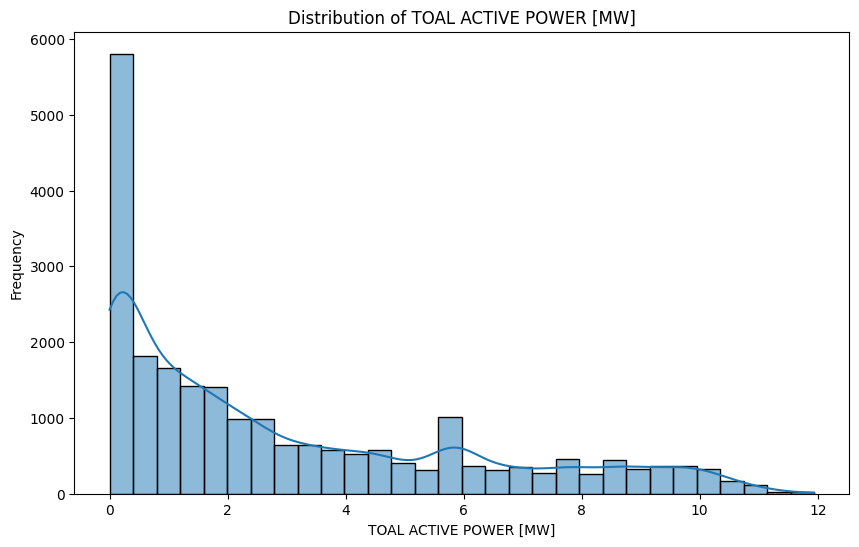 Distribution of TOAL ACTIVE POWER [MW]
6000
5000
4000
3000
2000
1000
0
Frequency
0 2 4 6 8 10 12
TOAL ACTIVE POWER [MW]